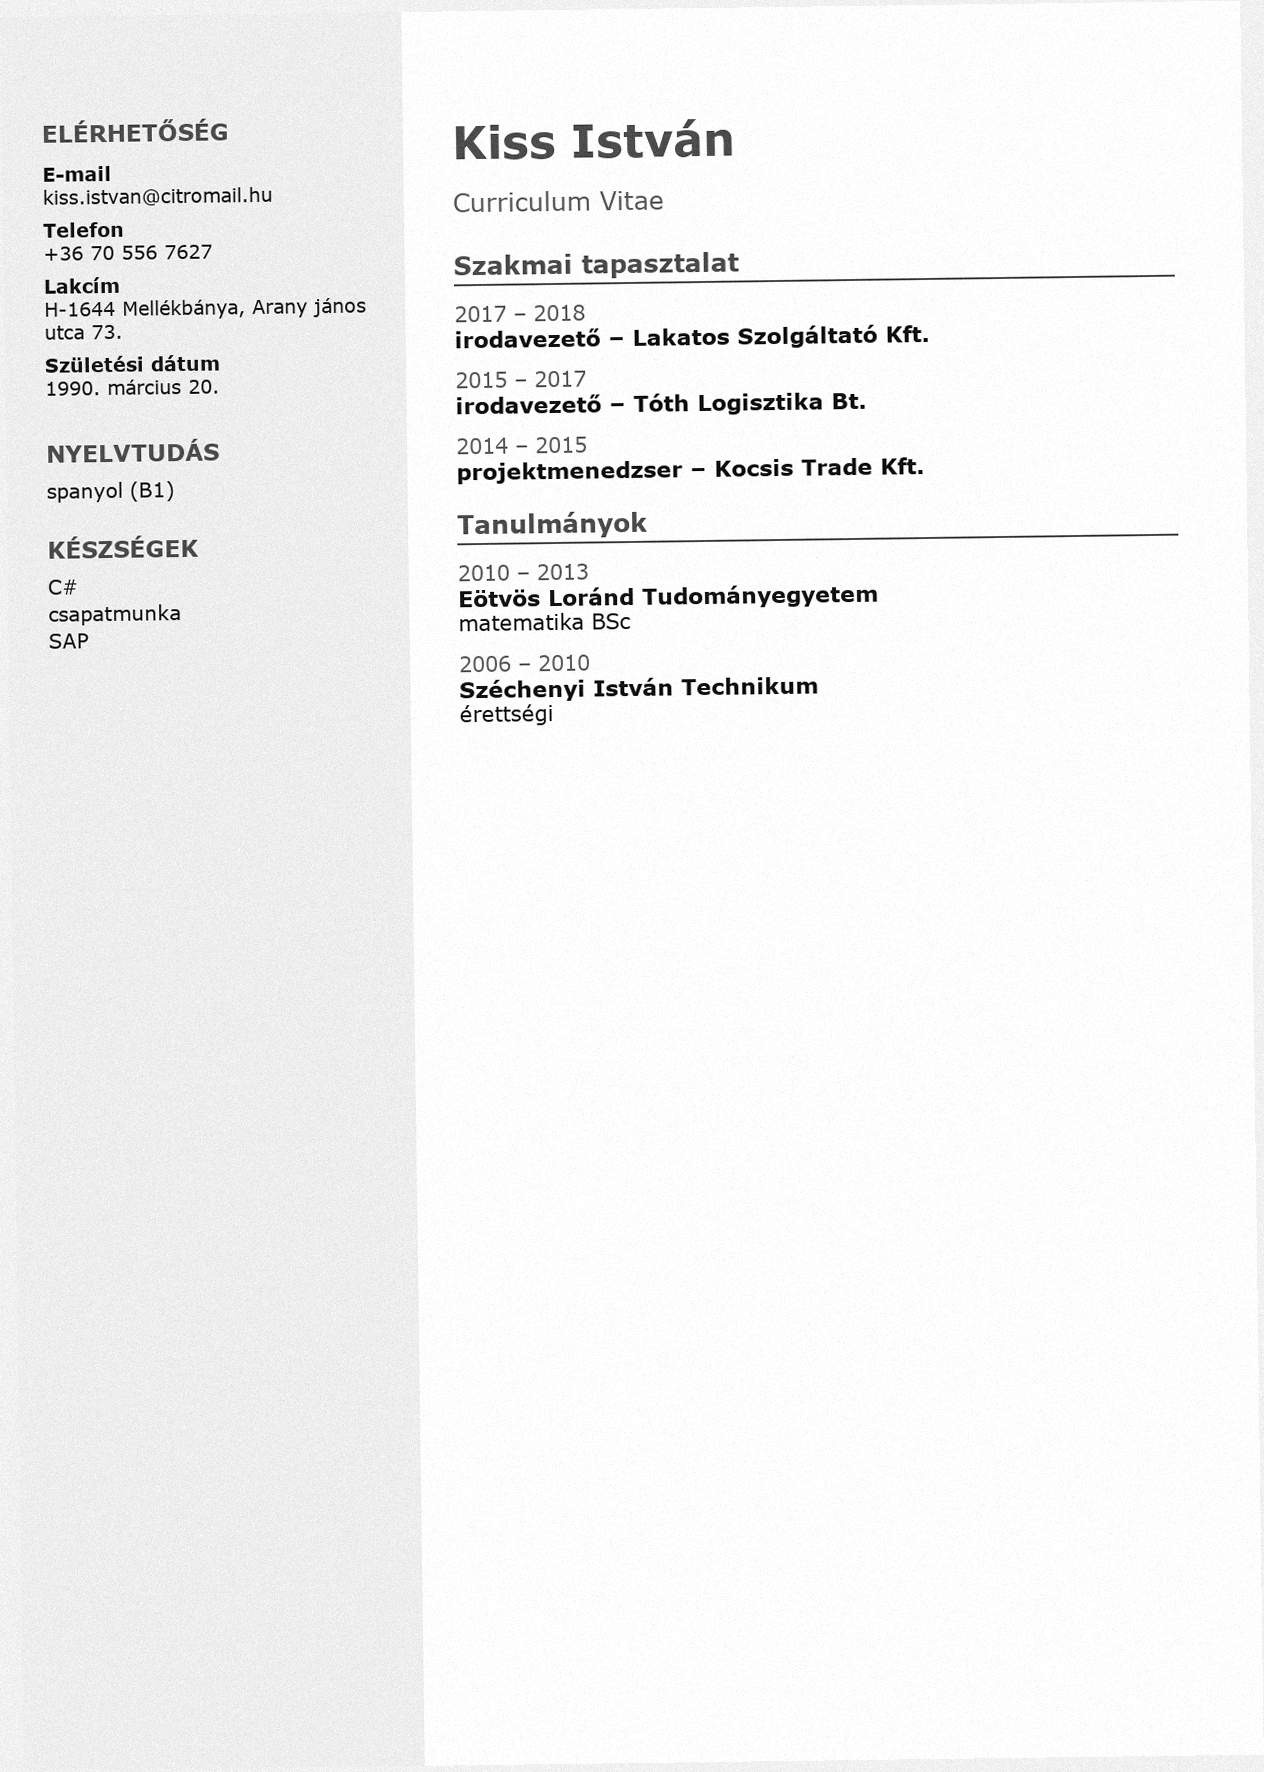 ELÉRHETŐSÉG
E-mail
kiss.istvan@citromail.hu
Telefon
+36 70 556 7627
Lakcím
H-1644 Mellékbánya, Arany jános
utca 73.
Születési dátum
1990. március 20.
NYELVTUDÁS
spanyol (B1)
KÉSZSÉGEK
C#
csapatmunka
SAP
Kiss István
Curriculum Vitae
Szakmai tapasztalat
2017 – 2018
irodavezető – Lakatos Szolgáltató Kft.
2015 – 2017
irodavezető – Tóth Logisztika Bt.
2014 – 2015
projektmenedzser – Kocsis Trade Kft.
Tanulmányok
2010 – 2013
Eötvös Loránd Tudományegyetem
matematika BSc
2006 – 2010
Széchenyi István Technikum
érettségi